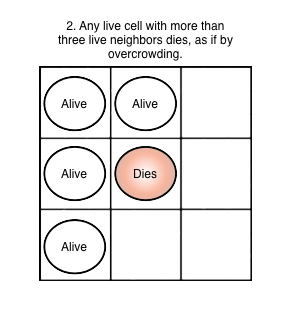 2. Any live cell with more than
three live neighbors dies, as if by
overcrowding.
Alive Alive
Alive Dies
Alive